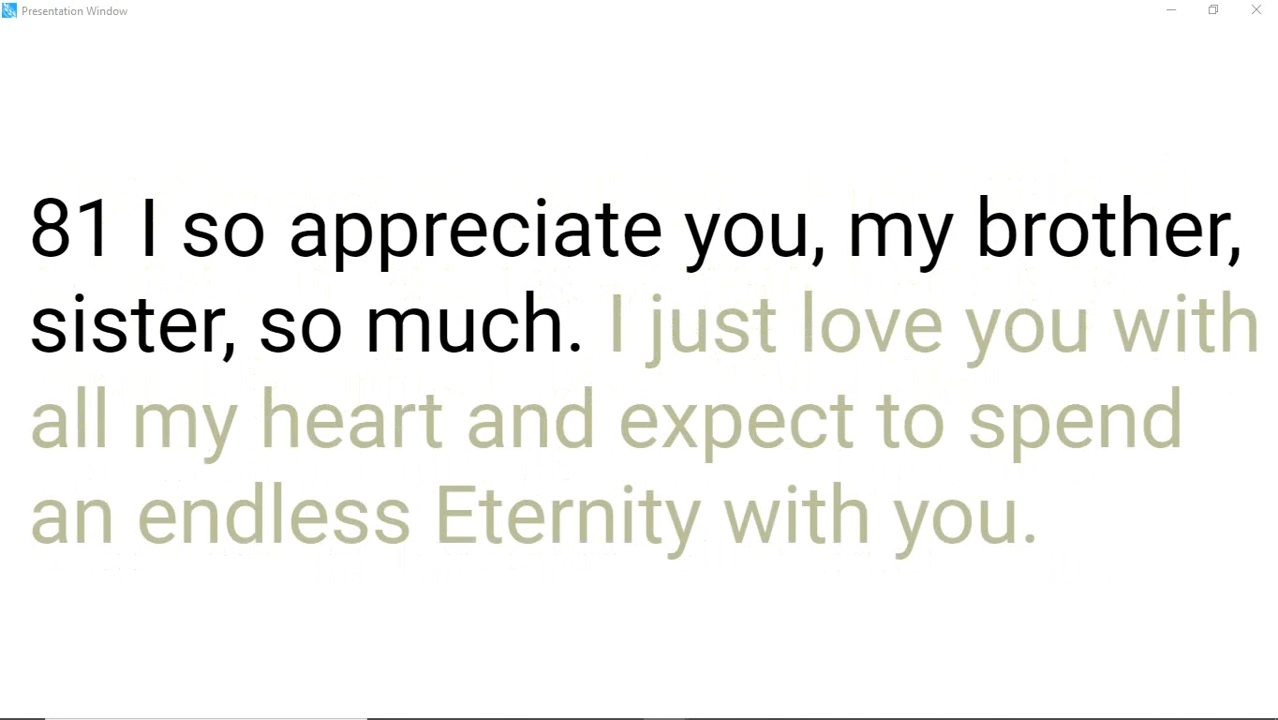 Presentation Window
81 I so appreciate you, my brother,
sister, so much. I just love you with
all my heart and expect to spend
an endless Eternity with you.